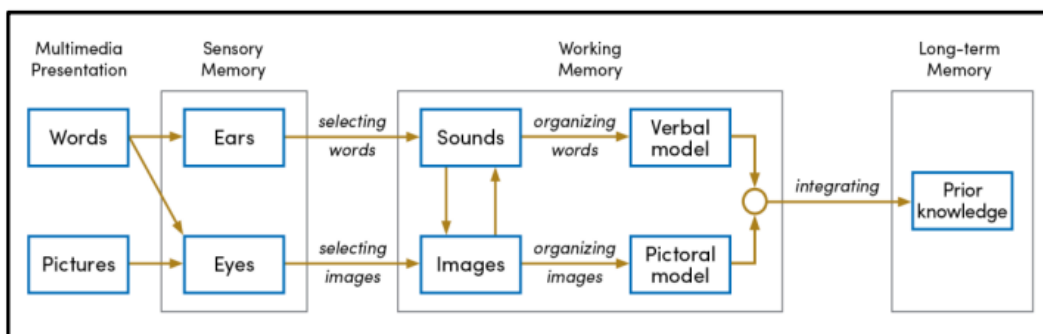 Multimedia
Presentation
Sensory
Memory
Working
Memory
Long-term
Memory
Words
Ears
selecting
words
Sounds
organizing
words
Verbal
model
integrating
Prior
knowledge
Pictures
Eyes
selecting
images
Images
organizing
images
Pictoral
model